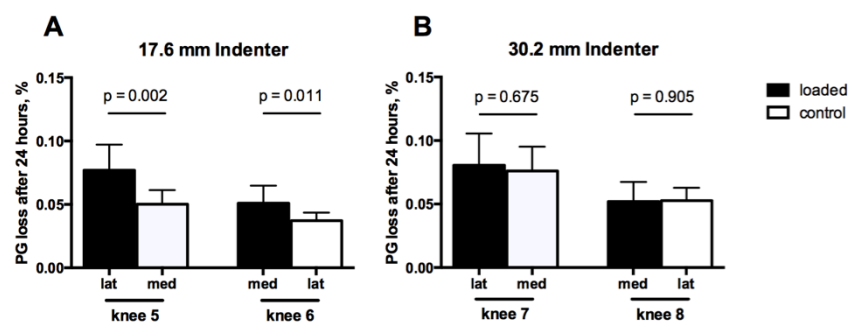 A
17.6 mm Indenter
PG loss after 24 hours, %
0.15
0.10
0.05
0.00
p = 0.002
p = 0.011
lat
med
med
lat
knee 5
knee 6
B
30.2 mm Indenter
PG loss after 24 hours, %
0.15
0.10
0.05
0.00
p = 0.675
p = 0.905
lat
med
med
lat
knee 7
knee 8
loaded
control